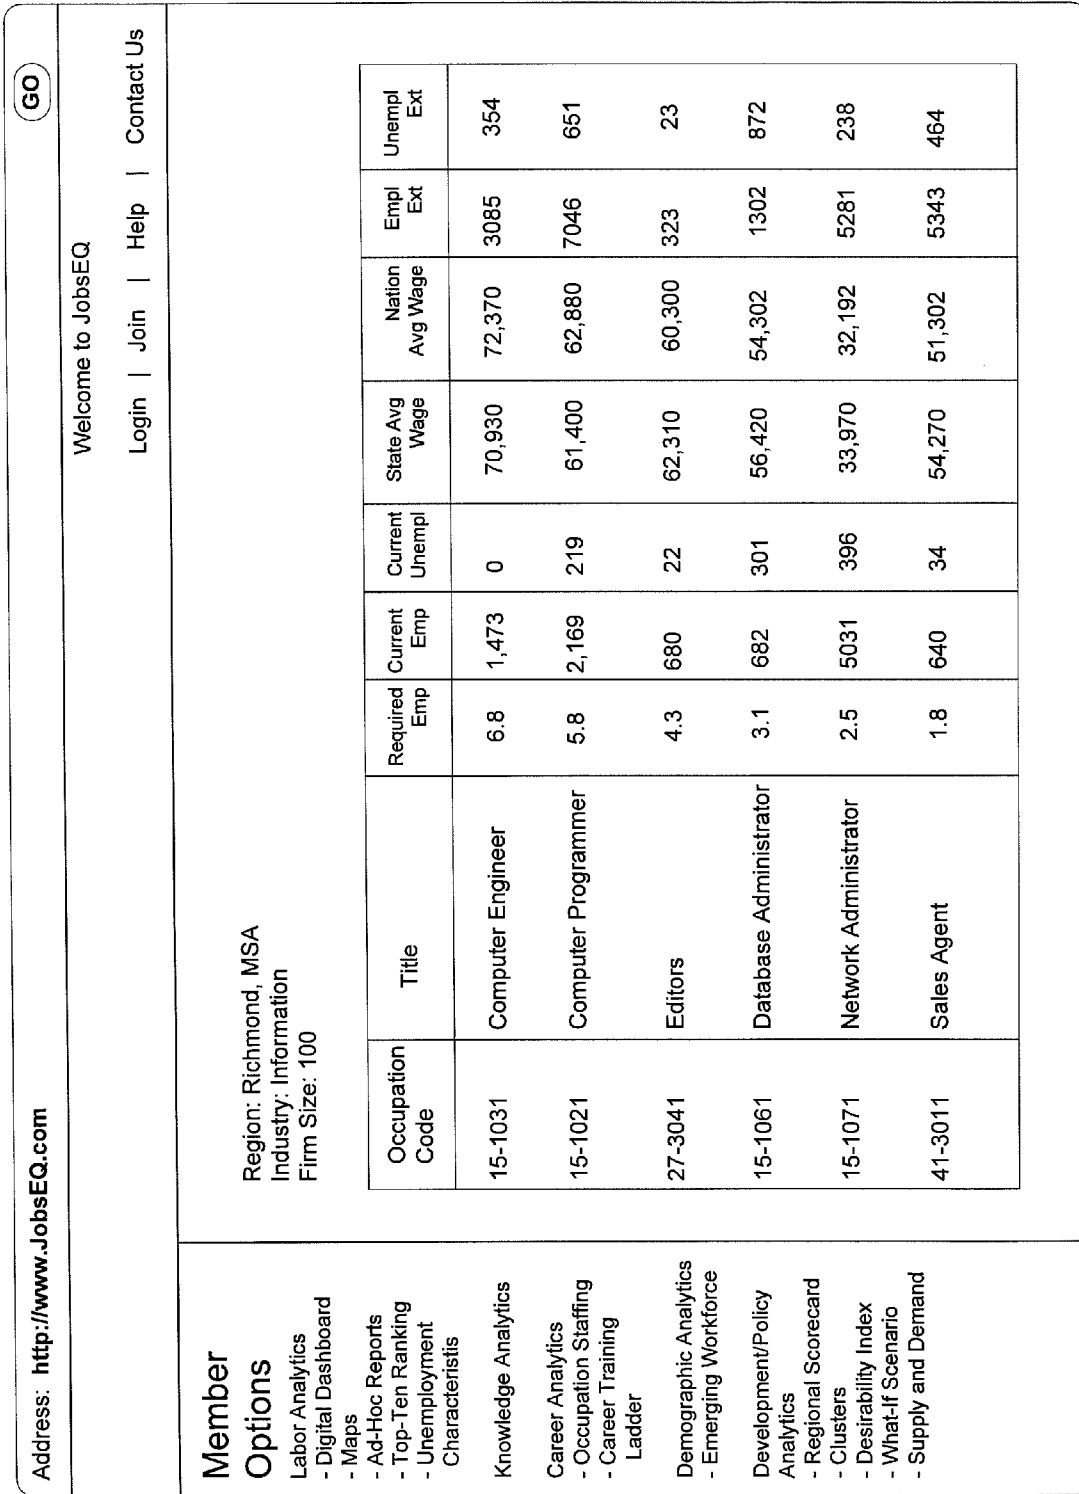 Address: http://www.JobsEQ.com
GO
Welcome to JobsEQ
Login | Join | Help | Contact Us
Member
Options
Labor Analytics
- Digital Dashboard
- Maps
- Ad-Hoc Reports
- Top-Ten Ranking
- Unemployment
Characteristis
Knowledge Analytics
Career Analytics
- Occupation Staffing
- Career Training
Ladder
Demographic Analytics
- Emerging Workforce
Development/Policy
Analytics
- Regional Scorecard
- Clusters
- Desirability Index
- What-If Scenario
- Supply and Demand
Region: Richmond, MSA
Industry: Information
Firm Size: 100
Occupation Code | Title | Required Emp | Current Emp | Current Unempl | State Avg Wage | Nation Avg Wage | Empl Ext | Unempl Ext
15-1031 Computer Engineer 6.8 1,473 0 70,930 72,370 3085 354
15-1021 Computer Programmer 5.8 2,169 219 61,400 62,880 7046 651
27-3041 Editors 4.3 680 22 62,310 60,300 323 23
15-1061 Database Administrator 3.1 682 301 56,420 54,302 1302 872
15-1071 Network Administrator 2.5 5031 396 33,970 32,192 5281 238
41-3011 Sales Agent 1.8 640 34 54,270 51,302 5343 464